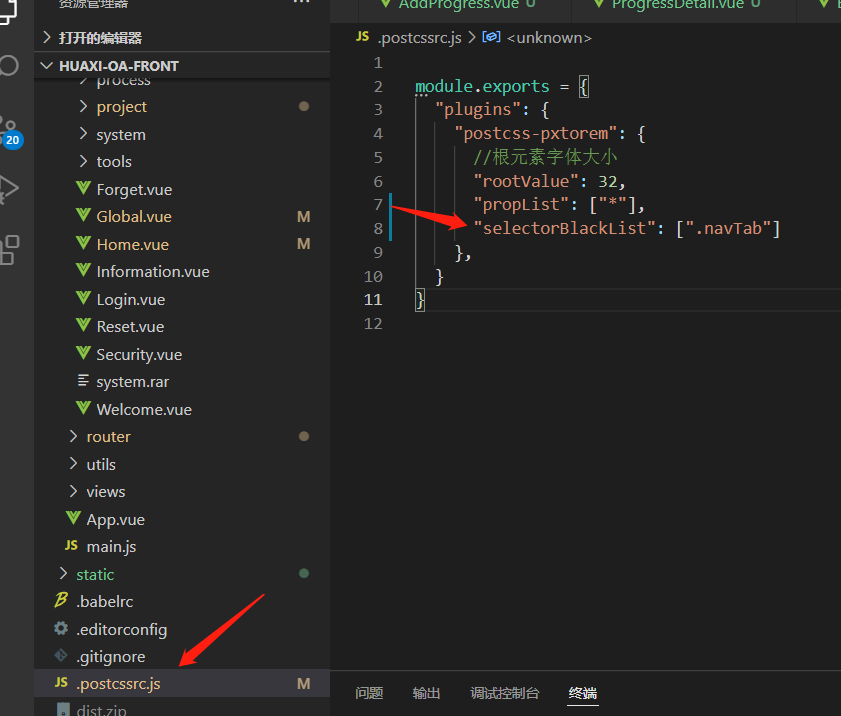 资源管理器 ...
打开的编辑器
HUAXI-OA-FRONT
process
project
system
tools
Forget.vue
Global.vue M
Home.vue M
Information.vue
Login.vue
Reset.vue
Security.vue
system.rar
Welcome.vue
router
utils
views
App.vue
JS main.js
static
.babelrc
.editorconfig
.gitignore
JS .postcssrc.js M
dist.zip
20
AddProgress.vue U
ProgressDetail.vue U
JS .postcssrc.js > <unknown>
1
2 module.exports = {
3 "plugins": {
4 "postcss-pxtorem": {
5 //根元素字体大小
6 "rootValue": 32,
7 "propList": ["*"],
8 "selectorBlackList": [".navTab"]
9 },
10 }
11 }
12
问题 输出 调试控制台 终端